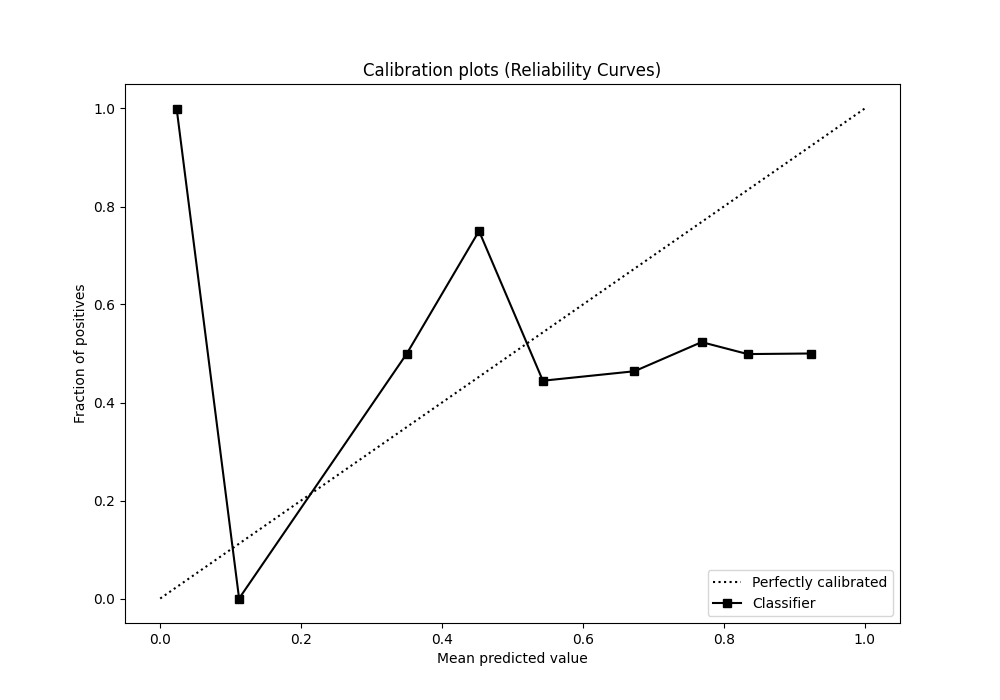 Calibration plots (Reliability Curves)
Fraction of positives
1.0
0.8
0.6
0.4
0.2
0.0
0.0 0.2 0.4 0.6 0.8 1.0
Mean predicted value
Perfectly calibrated
Classifier